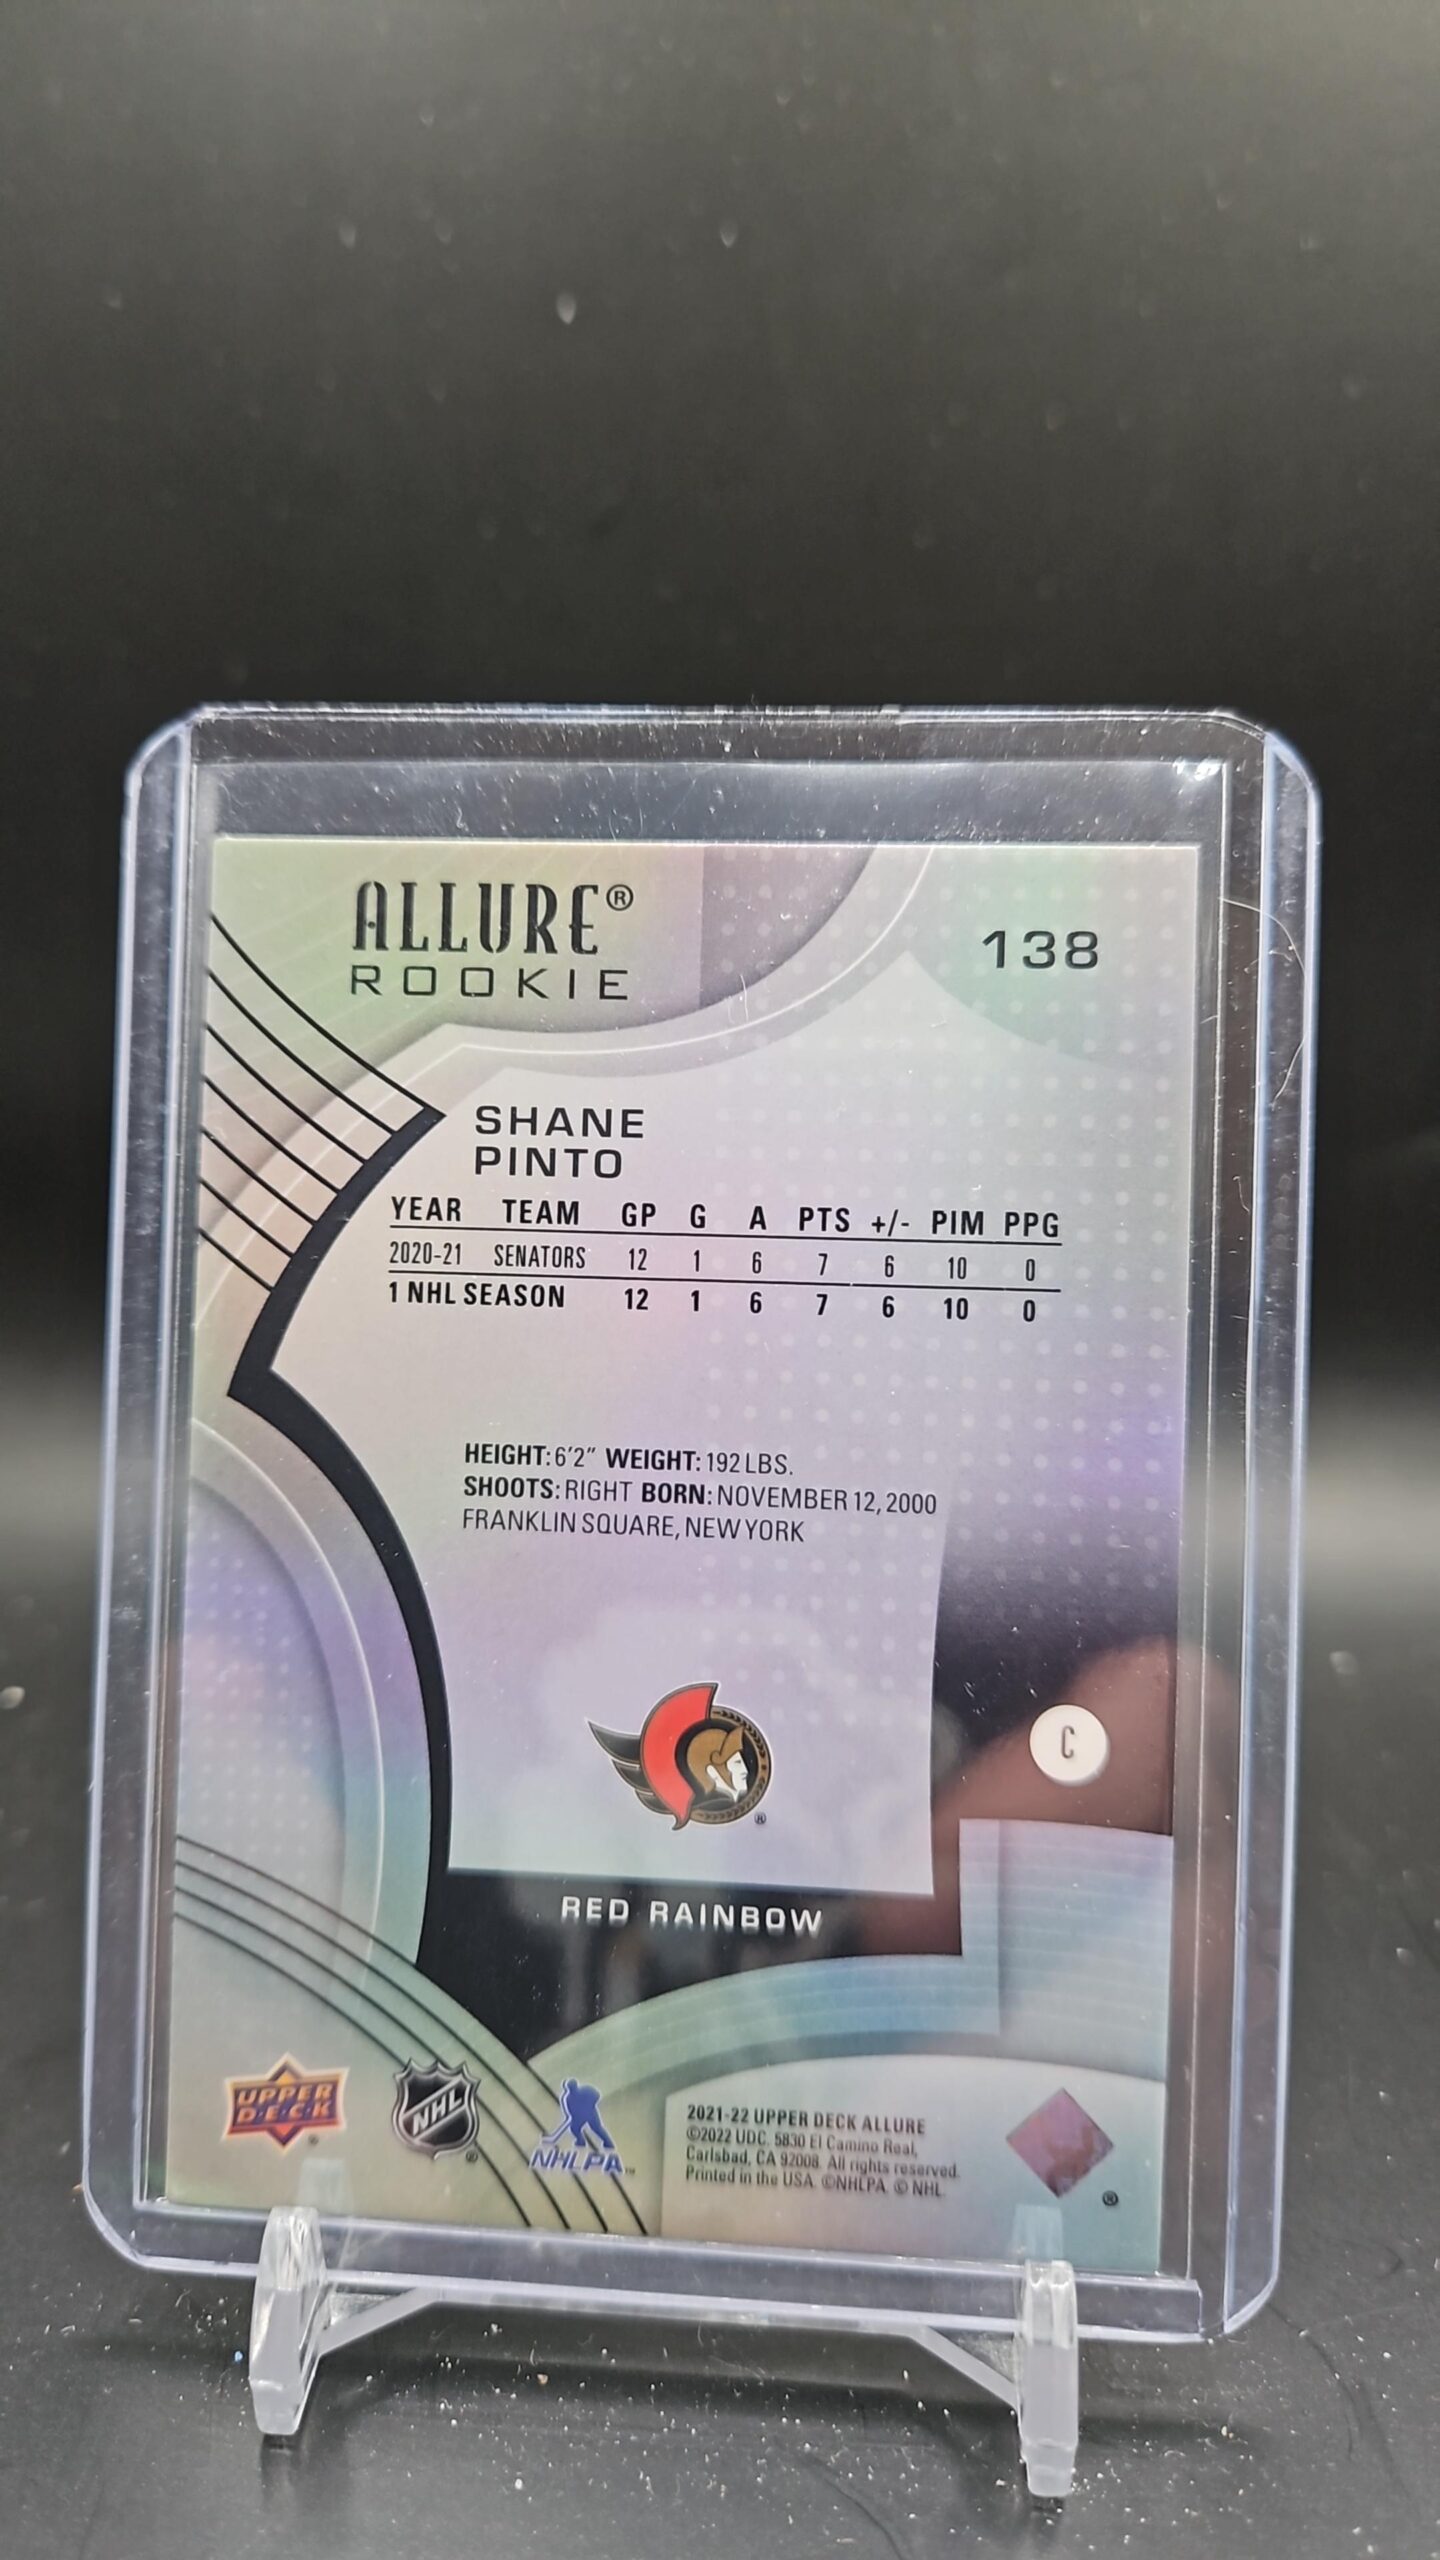 ALLURE®
ROOKIE
138
SHANE
PINTO
YEAR TEAM GP G A PTS +/- PIM PPG
2020-21 SENATORS 12 1 6 7 6 10 0
1 NHL SEASON 12 1 6 7 6 10 0
HEIGHT: 6'2" WEIGHT: 192 LBS.
SHOOTS: RIGHT BORN: NOVEMBER 12, 2000
FRANKLIN SQUARE, NEW YORK
®
C
RED RAINBOW
UPPER
D·E·C·K
®
NHL
®
NHLPA™
2021-22 UPPER DECK ALLURE
©2022 UDC. 5830 El Camino Real,
Carlsbad, CA 92008. All rights reserved.
Printed in the USA. ©NHLPA. © NHL.
®